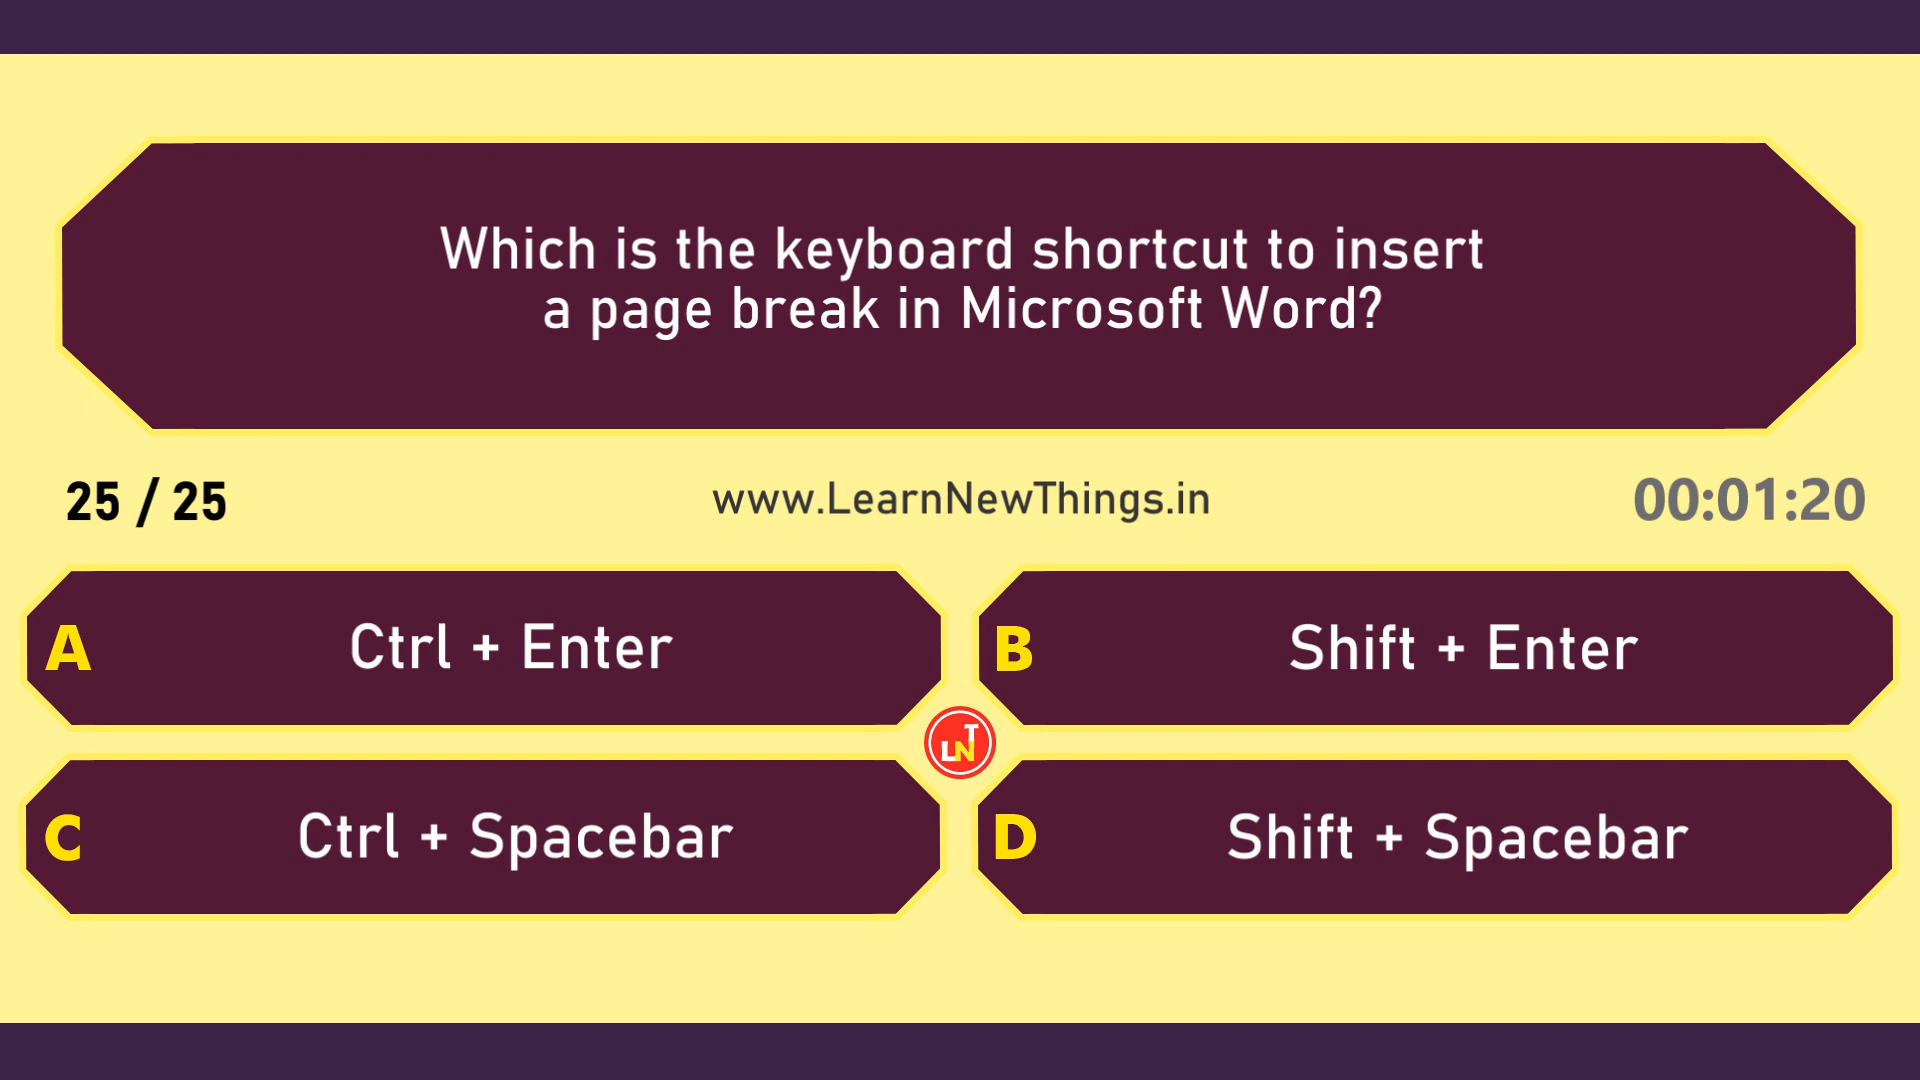 Which is the keyboard shortcut to insert
a page break in Microsoft Word?
25 / 25
www.LearnNewThings.in
00:01:20
A
Ctrl + Enter
B
Shift + Enter
LNT
C
Ctrl + Spacebar
D
Shift + Spacebar